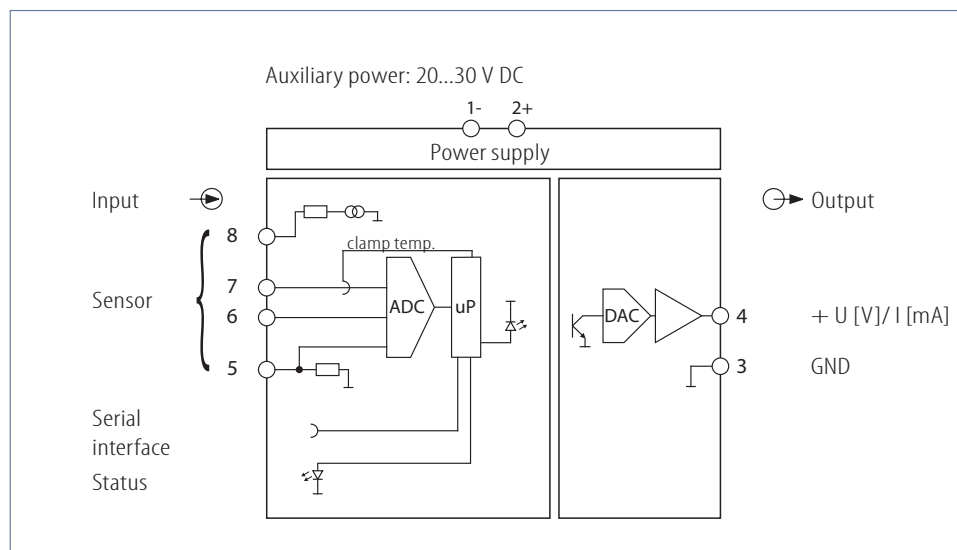 Auxiliary power: 20...30 V DC
1- 2+
Power supply
Input
Output
8
clamp temp.
7
Sensor
ADC
uP
6
DAC
4
+ U [V]/ I [mA]
5
3
GND
Serial
interface
Status